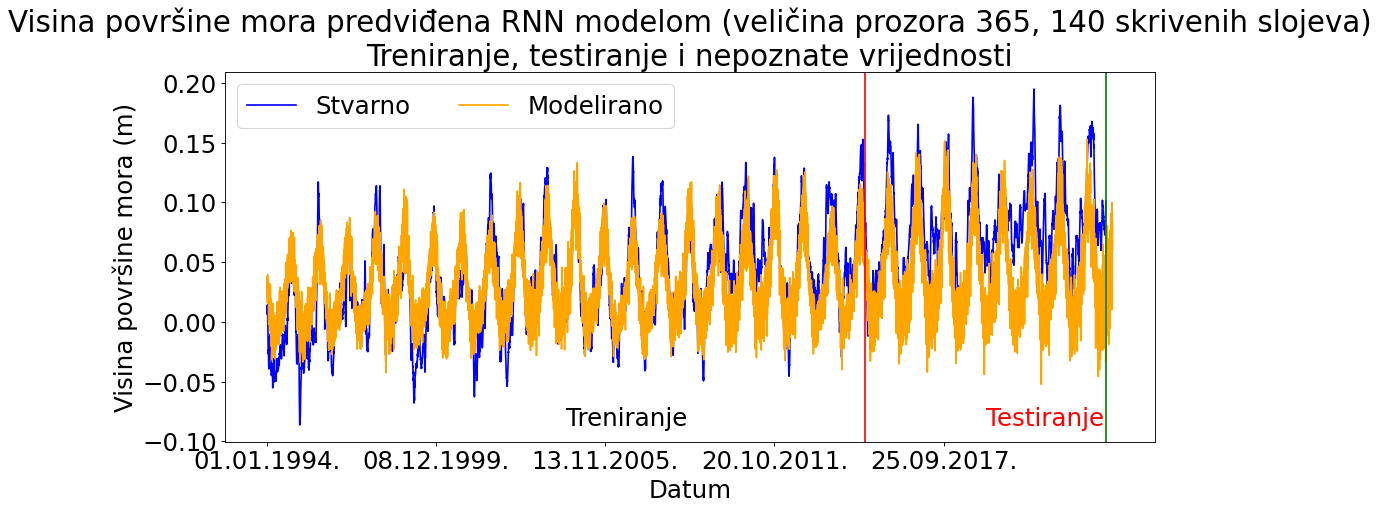 Visina površine mora predviđena RNN modelom (veličina prozora 365, 140 skrivenih slojeva)
Treniranje, testiranje i nepoznate vrijednosti
Stvarno
Modelirano
Visina površine mora (m)
0.20
0.15
0.10
0.05
0.00
−0.05
−0.10
Treniranje
Testiranje
01.01.1994.
08.12.1999.
13.11.2005.
20.10.2011.
25.09.2017.
Datum